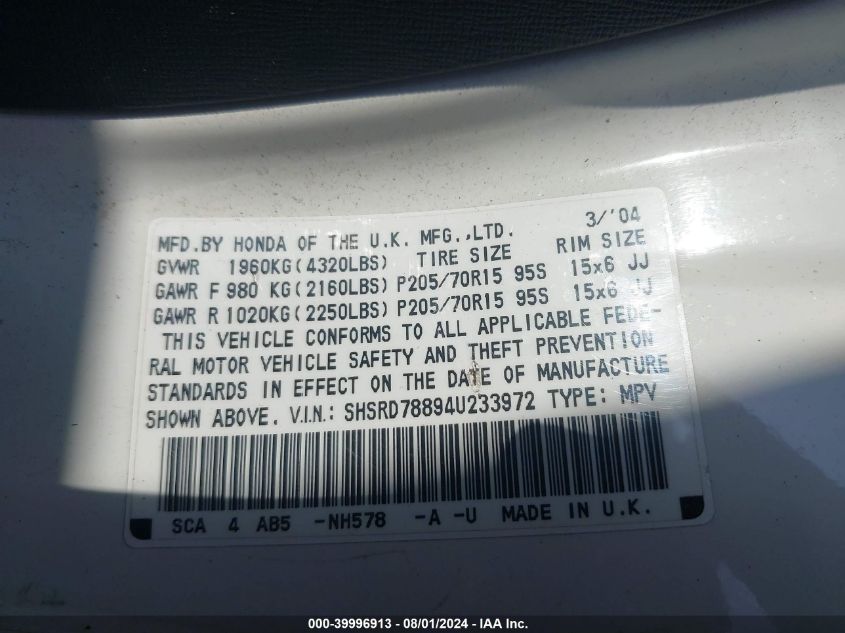 MFD.BY HONDA OF THE U.K. MFG.,LTD. 3/'04
GVWR 1960KG(4320LBS) TIRE SIZE RIM SIZE
GAWR F 980 KG(2160LBS) P205/70R15 95S 15x6 JJ
GAWR R 1020KG(2250LBS) P205/70R15 95S 15x6 JJ
THIS VEHICLE CONFORMS TO ALL APPLICABLE FEDE-
RAL MOTOR VEHICLE SAFETY AND THEFT PREVENTION
STANDARDS IN EFFECT ON THE DATE OF MANUFACTURE
SHOWN ABOVE. V.I.N.: SHSRD78894U233972 TYPE: MPV
SCA 4 AB5 -NH578 -A -U MADE IN U.K.
000-39996913 - 08/01/2024 - IAA, Inc.